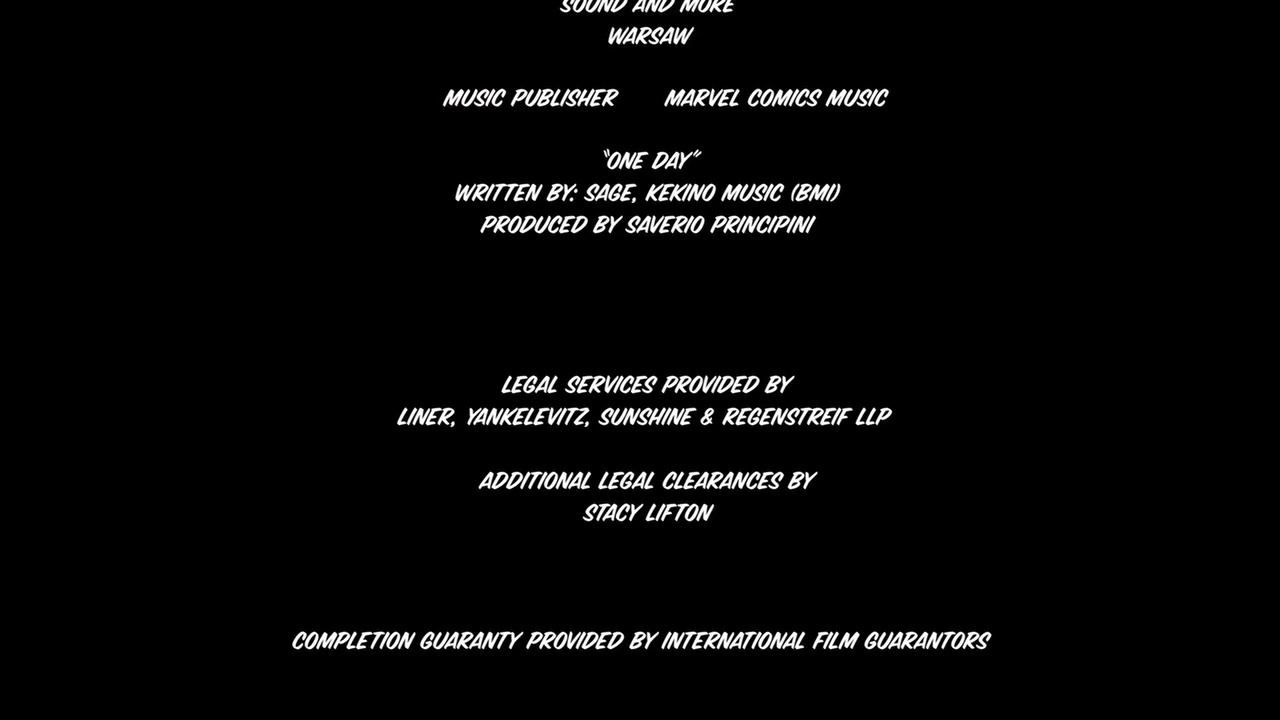 SOUND AND MORE
WARSAW
MUSIC PUBLISHER MARVEL COMICS MUSIC
"ONE DAY"
WRITTEN BY: SAGE, KEKINO MUSIC (BMI)
PRODUCED BY SAVERIO PRINCIPINI
LEGAL SERVICES PROVIDED BY
LINER, YANKELEVITZ, SUNSHINE & REGENSTREIF LLP
ADDITIONAL LEGAL CLEARANCES BY
STACY LIFTON
COMPLETION GUARANTY PROVIDED BY INTERNATIONAL FILM GUARANTORS